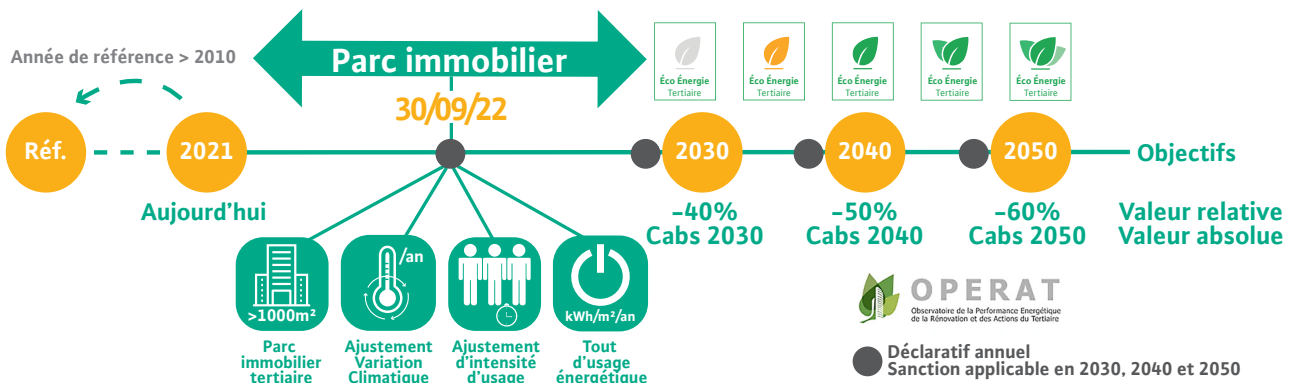 Année de référence > 2010
Parc immobilier
30/09/22
Éco Énergie
Tertiaire
Éco Énergie
Tertiaire
Éco Énergie
Tertiaire
Éco Énergie
Tertiaire
Éco Énergie
Tertiaire
Réf.
2021
2030
2040
2050
Objectifs
Aujourd'hui
-40%
Cabs 2030
-50%
Cabs 2040
-60%
Cabs 2050
Valeur relative
Valeur absolue
>1000m²
/an
kWh/m²/an
Parc
immobilier
tertiaire
Ajustement
Variation
Climatique
Ajustement
d'intensité
d'usage
Tout
d'usage
énergétique
OPERAT
Observatoire de la Performance Energétique
de la Rénovation et des Actions du Tertiaire
Déclaratif annuel
Sanction applicable en 2030, 2040 et 2050